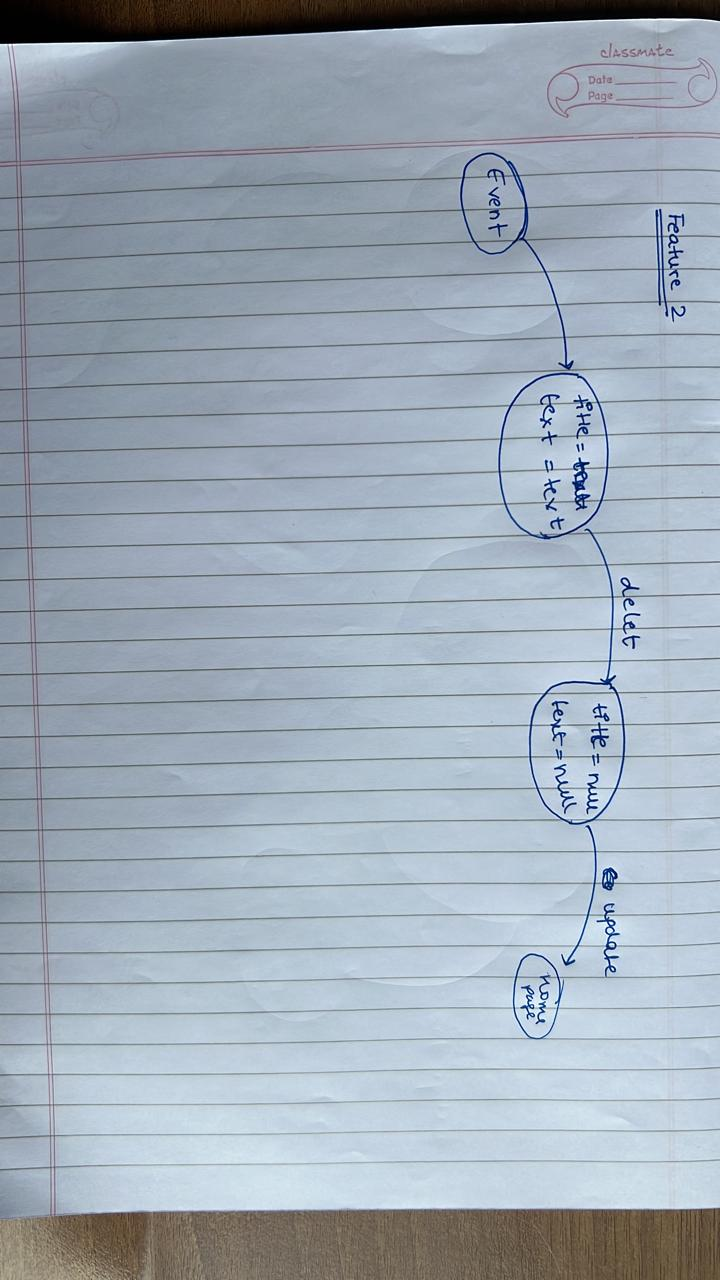 classmate
Date
Page
Feature 2
Event
title = text
text = text
delet
title = null
text = null
update
Home
page